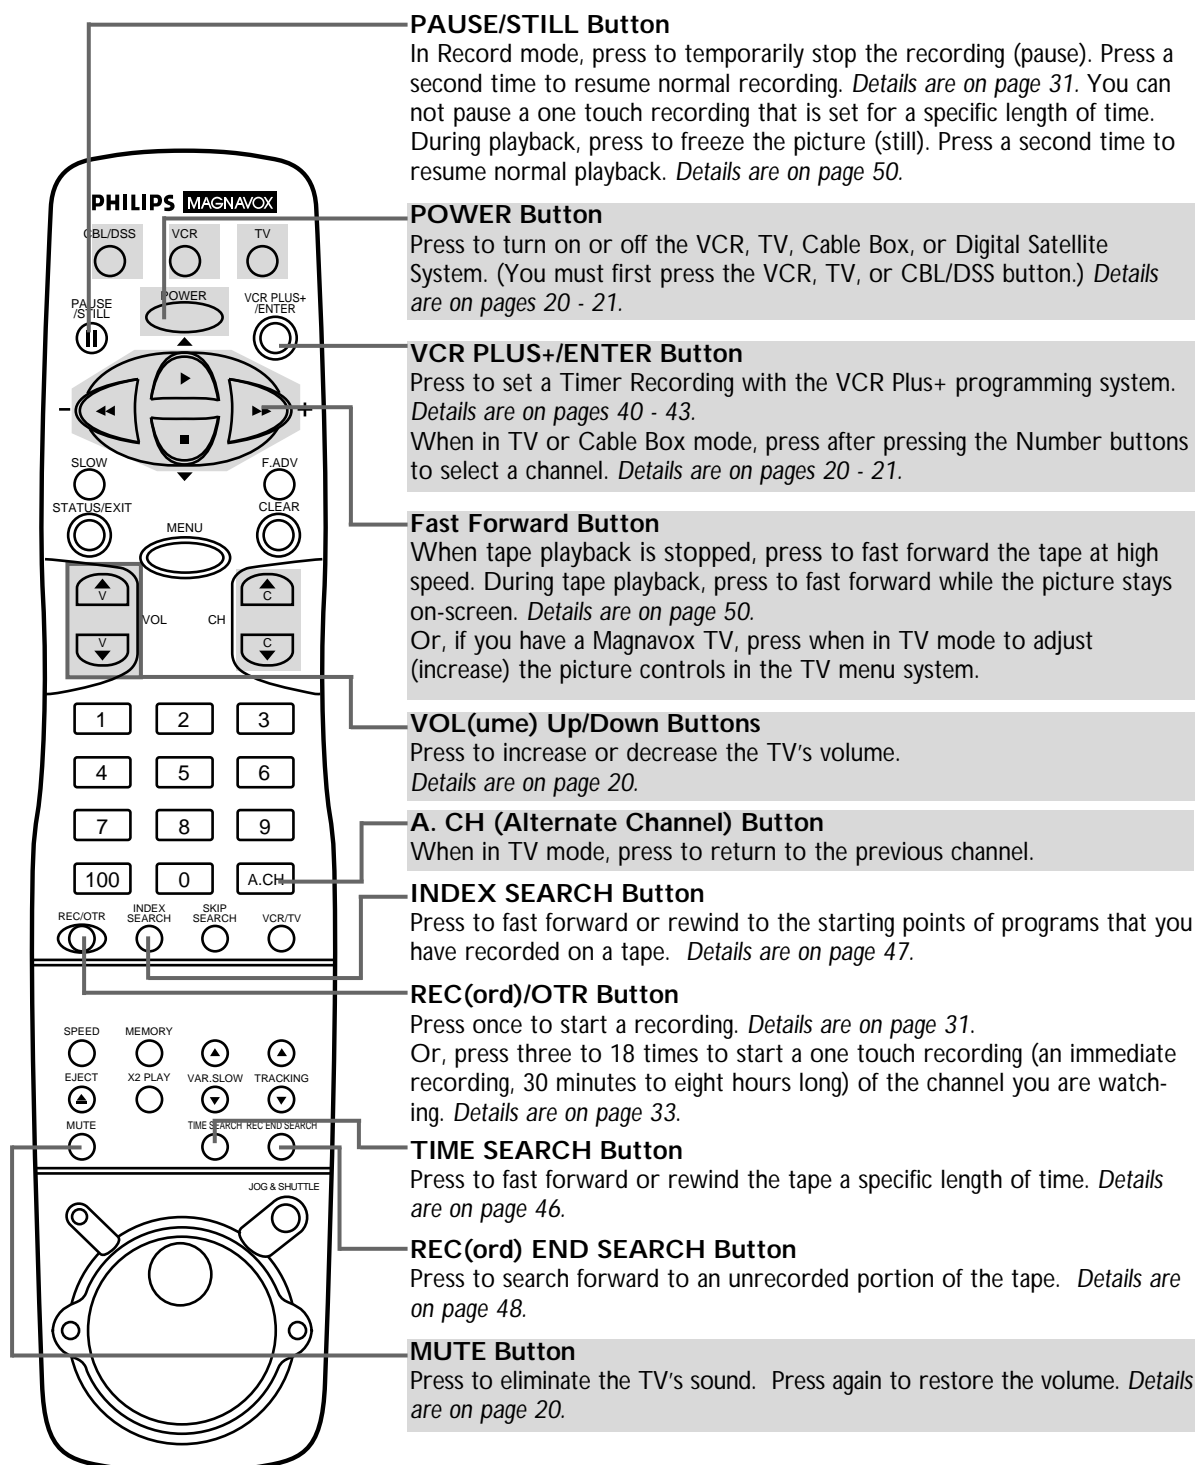 PAUSE/STILL Button
In Record mode, press to temporarily stop the recording (pause). Press a
second time to resume normal recording. Details are on page 31. You can
not pause a one touch recording that is set for a specific length of time.
During playback, press to freeze the picture (still). Press a second time to
resume normal playback. Details are on page 50.
POWER Button
Press to turn on or off the VCR, TV, Cable Box, or Digital Satellite
System. (You must first press the VCR, TV, or CBL/DSS button.) Details
are on pages 20 - 21.
VCR PLUS+/ENTER Button
Press to set a Timer Recording with the VCR Plus+ programming system.
Details are on pages 40 - 43.
When in TV or Cable Box mode, press after pressing the Number buttons
to select a channel. Details are on pages 20 - 21.
Fast Forward Button
When tape playback is stopped, press to fast forward the tape at high
speed. During tape playback, press to fast forward while the picture stays
on-screen. Details are on page 50.
Or, if you have a Magnavox TV, press when in TV mode to adjust
(increase) the picture controls in the TV menu system.
VOL(ume) Up/Down Buttons
Press to increase or decrease the TV's volume.
Details are on page 20.
A. CH (Alternate Channel) Button
When in TV mode, press to return to the previous channel.
INDEX SEARCH Button
Press to fast forward or rewind to the starting points of programs that you
have recorded on a tape. Details are on page 47.
REC(ord)/OTR Button
Press once to start a recording. Details are on page 31.
Or, press three to 18 times to start a one touch recording (an immediate
recording, 30 minutes to eight hours long) of the channel you are watch-
ing. Details are on page 33.
TIME SEARCH Button
Press to fast forward or rewind the tape a specific length of time. Details
are on page 46.
REC(ord) END SEARCH Button
Press to search forward to an unrecorded portion of the tape. Details are
on page 48.
MUTE Button
Press to eliminate the TV's sound. Press again to restore the volume. Details
are on page 20.
PHILIPS MAGNAVOX
CBL/DSS VCR TV
PAUSE
/STILL
POWER
VCR PLUS+
/ENTER
- +
SLOW F.ADV
STATUS/EXIT CLEAR
MENU
V C
VOL CH
V C
1 2 3
4 5 6
7 8 9
100 0 A.CH
REC/OTR
INDEX
SEARCH
SKIP
SEARCH
VCR/TV
SPEED MEMORY
EJECT X2 PLAY VAR.SLOW TRACKING
MUTE TIME SEARCH REC END SEARCH
JOG & SHUTTLE